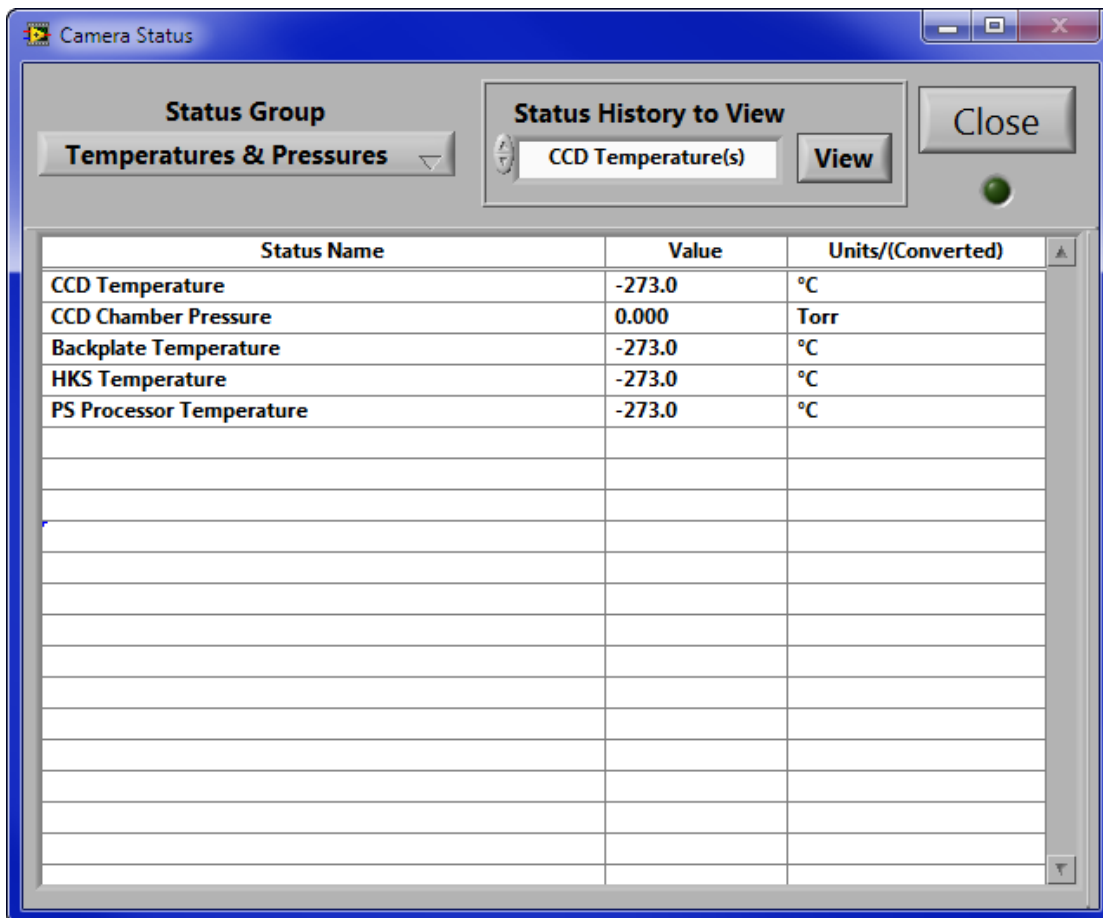 Camera Status
Status Group
Temperatures & Pressures
Status History to View
CCD Temperature(s)
View
Close
Status Name Value Units/(Converted)
CCD Temperature -273.0 °C
CCD Chamber Pressure 0.000 Torr
Backplate Temperature -273.0 °C
HKS Temperature -273.0 °C
PS Processor Temperature -273.0 °C